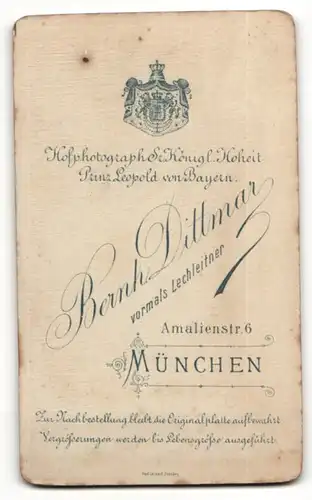 Hofphotograph Sr. Königl. Hoheit
Prinz Leopold von Bayern.
Bernh. Dittmar
vormals Lechleitner
Amalienstr. 6
MÜNCHEN
Zur Nachbestellung bleibt die Originalplatte aufbewahrt
Vergrösserungen werden bis Lebensgrösse ausgeführt.